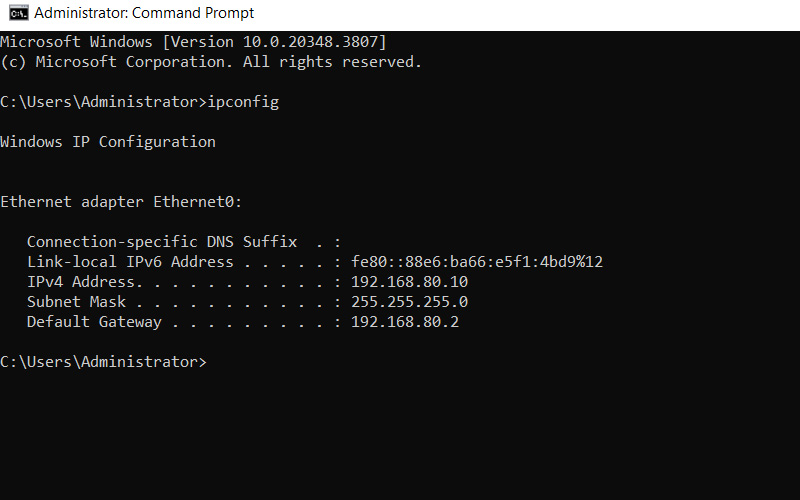 Administrator: Command Prompt
Microsoft Windows [Version 10.0.20348.3807]
(c) Microsoft Corporation. All rights reserved.
C:\Users\Administrator>ipconfig
Windows IP Configuration
Ethernet adapter Ethernet0:
Connection-specific DNS Suffix  . :
Link-local IPv6 Address . . . . . : fe80::88e6:ba66:e5f1:4bd9%12
IPv4 Address. . . . . . . . . . . : 192.168.80.10
Subnet Mask . . . . . . . . . . . : 255.255.255.0
Default Gateway . . . . . . . . . : 192.168.80.2
C:\Users\Administrator>